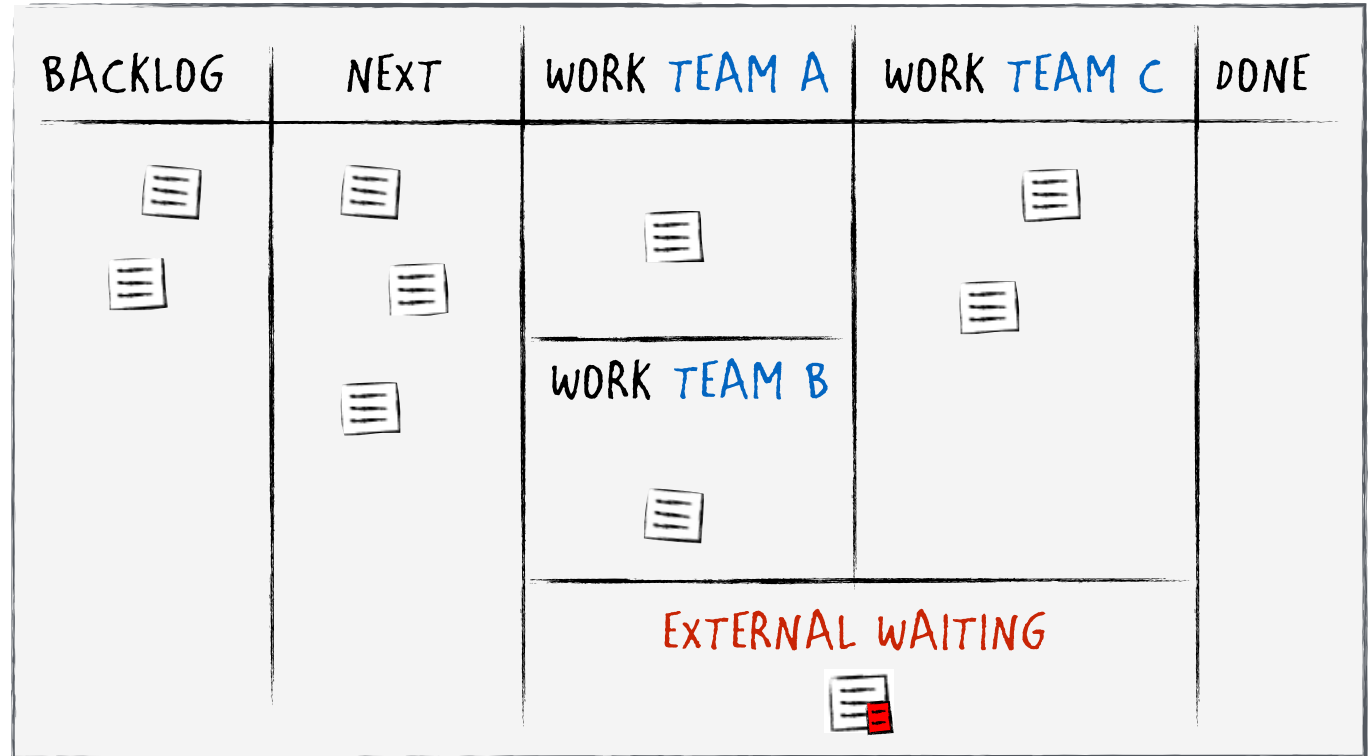 BACKLOG
NEXT
WORK TEAM A
WORK TEAM C
DONE
WORK TEAM B
EXTERNAL WAITING